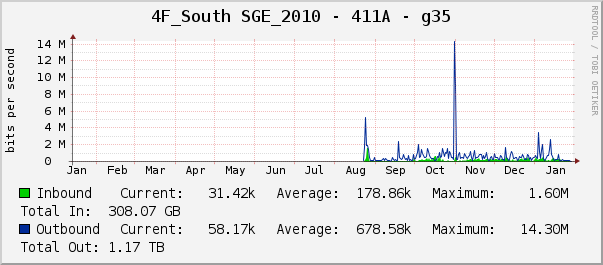 4F_South SGE_2010 - 411A - g35
RRDTOOL / TOBI OETIKER
bits per second
14 M
12 M
10 M
8 M
6 M
4 M
2 M
0
Jan Feb Mar Apr May Jun Jul Aug Sep Oct Nov Dec Jan
Inbound Current: 31.42k Average: 178.86k Maximum: 1.60M
Total In: 308.07 GB
Outbound Current: 58.17k Average: 678.58k Maximum: 14.30M
Total Out: 1.17 TB